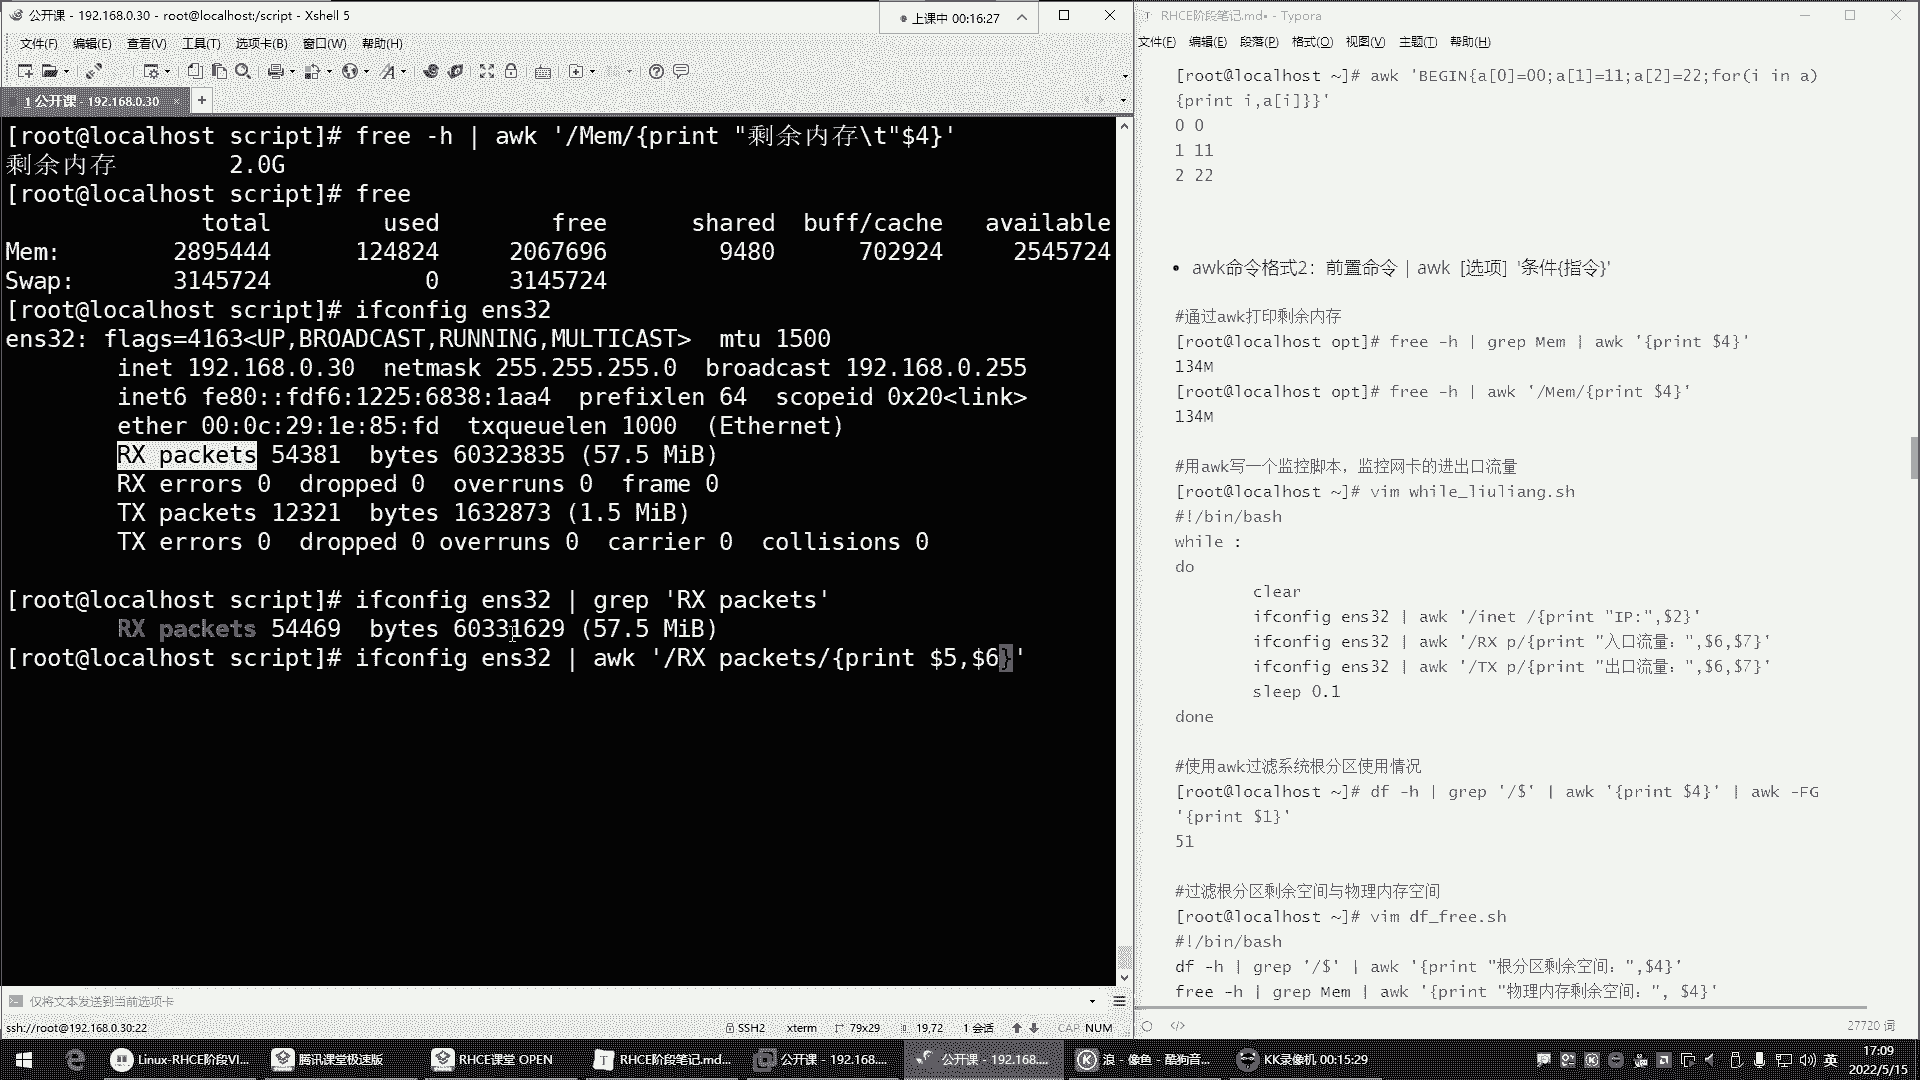 公开课 - 192.168.0.30 - root@localhost:/script - Xshell 5
上课中 00:16:27
文件(F) 编辑(E) 查看(V) 工具(T) 选项卡(B) 窗口(W) 帮助(H)
1 公开课 - 192.168.0.30 × +
[root@localhost script]# free -h | awk '/Mem/{print "剩余内存\t"$4}'
剩余内存 2.0G
[root@localhost script]# free
total used free shared buff/cache available
Mem: 2895444 124824 2067696 9480 702924 2545724
Swap: 3145724 0 3145724
[root@localhost script]# ifconfig ens32
ens32: flags=4163<UP,BROADCAST,RUNNING,MULTICAST> mtu 1500
inet 192.168.0.30 netmask 255.255.255.0 broadcast 192.168.0.255
inet6 fe80::fdf6:1225:6838:1aa4 prefixlen 64 scopeid 0x20<link>
ether 00:0c:29:1e:85:fd txqueuelen 1000 (Ethernet)
RX packets 54381 bytes 60323835 (57.5 MiB)
RX errors 0 dropped 0 overruns 0 frame 0
TX packets 12321 bytes 1632873 (1.5 MiB)
TX errors 0 dropped 0 overruns 0 carrier 0 collisions 0
[root@localhost script]# ifconfig ens32 | grep 'RX packets'
RX packets 54469 bytes 60331629 (57.5 MiB)
[root@localhost script]# ifconfig ens32 | awk '/RX packets/{print $5,$6}'
仅将文本发送到当前选项卡
ssh://root@192.168.0.30:22 SSH2 xterm 79x29 19,72 1 会话 CAP NUM
RHCE阶段笔记.md• - Typora
文件(F) 编辑(E) 段落(P) 格式(O) 视图(V) 主题(T) 帮助(H)
[root@localhost ~]# awk 'BEGIN{a[0]=00;a[1]=11;a[2]=22;for(i in a)
{print i,a[i]}}'
0 0
1 11
2 22
• awk命令格式2：前置命令 | awk [选项] '条件{指令}'
#通过awk打印剩余内存
[root@localhost opt]# free -h | grep Mem | awk '{print $4}'
134M
[root@localhost opt]# free -h | awk '/Mem/{print $4}'
134M
#用awk写一个监控脚本，监控网卡的进出口流量
[root@localhost ~]# vim while_liuliang.sh
#!/bin/bash
while :
do
clear
ifconfig ens32 | awk '/inet /{print "IP:",$2}'
ifconfig ens32 | awk '/RX p/{print "入口流量：",$6,$7}'
ifconfig ens32 | awk '/TX p/{print "出口流量：",$6,$7}'
sleep 0.1
done
#使用awk过滤系统根分区使用情况
[root@localhost ~]# df -h | grep '/$' | awk '{print $4}' | awk -FG
'{print $1}'
51
#过滤根分区剩余空间与物理内存空间
[root@localhost ~]# vim df_free.sh
#!/bin/bash
df -h | grep '/$' | awk '{print "根分区剩余空间：",$4}'
free -h | grep Mem | awk '{print "物理内存剩余空间：", $4}'
</> 27720 词
Linux-RHCE阶段VI... 腾讯课堂极速版 RHCE课堂 OPEN RHCE阶段笔记.md... 公开课 - 192.168.... 公开课 - 192.168.... 浪 - 像鱼 - 酷狗音... KK录像机 00:15:29 英 17:09
2022/5/15